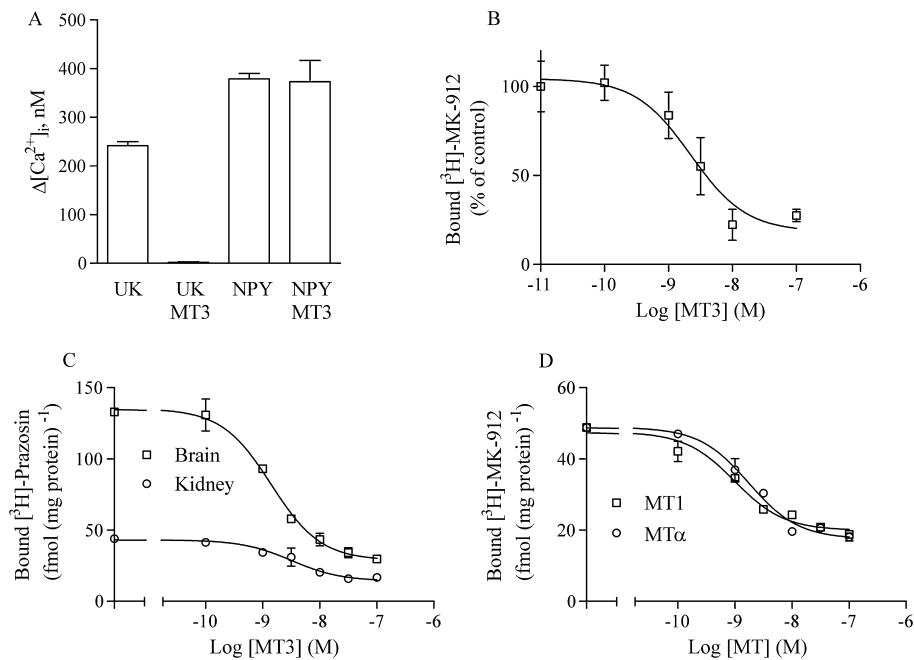 A
Δ[Ca²⁺]ᵢ, nM
500
400
300
200
100
0
UK
UK MT3
NPY
NPY MT3
B
Bound [³H]-MK-912
(% of control)
100
50
0
-11 -10 -9 -8 -7 -6
Log [MT3] (M)
C
Bound [³H]-Prazosin
(fmol (mg protein) ⁻¹)
150
100
50
0
Brain
Kidney
-10 -9 -8 -7 -6
Log [MT3] (M)
D
Bound [³H]-MK-912
(fmol (mg protein) ⁻¹)
60
40
20
0
MT1
MTα
-10 -9 -8 -7 -6
Log [MT] (M)